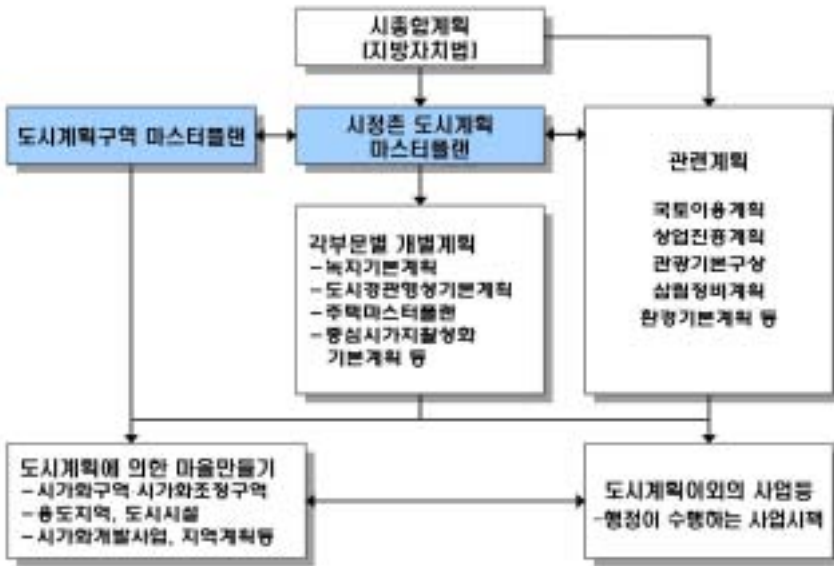 시종합계획
[지방자치법]
도시계획구역 마스터플랜
시정촌 도시계획
마스터플랜
관련계획
국토이용계획
상업진흥계획
관광기본구상
삼림정비계획
환경기본계획 등
각부문별 개별계획
-녹지기본계획
-도시경관형성기본계획
-주택마스터플랜
-중심시가지활성화
기본계획 등
도시계획에 의한 마을만들기
-시가화구역·시가화조정구역
-용도지역, 도시시설
-시가화개발사업, 지역계획등
도시계획이외의 사업등
-행정이 수행하는 사업시책